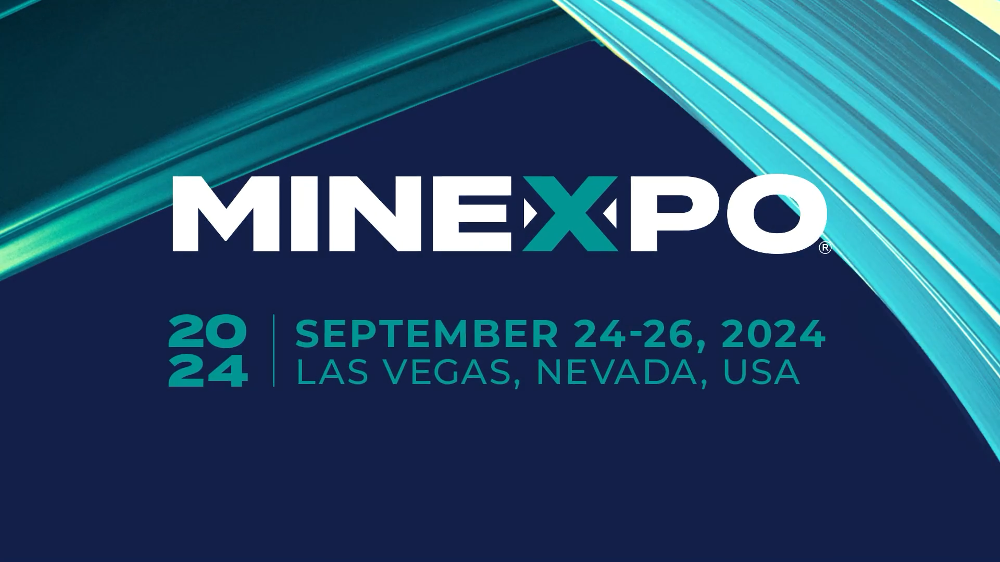 MINEXPO®
20
24
SEPTEMBER 24-26, 2024
LAS VEGAS, NEVADA, USA